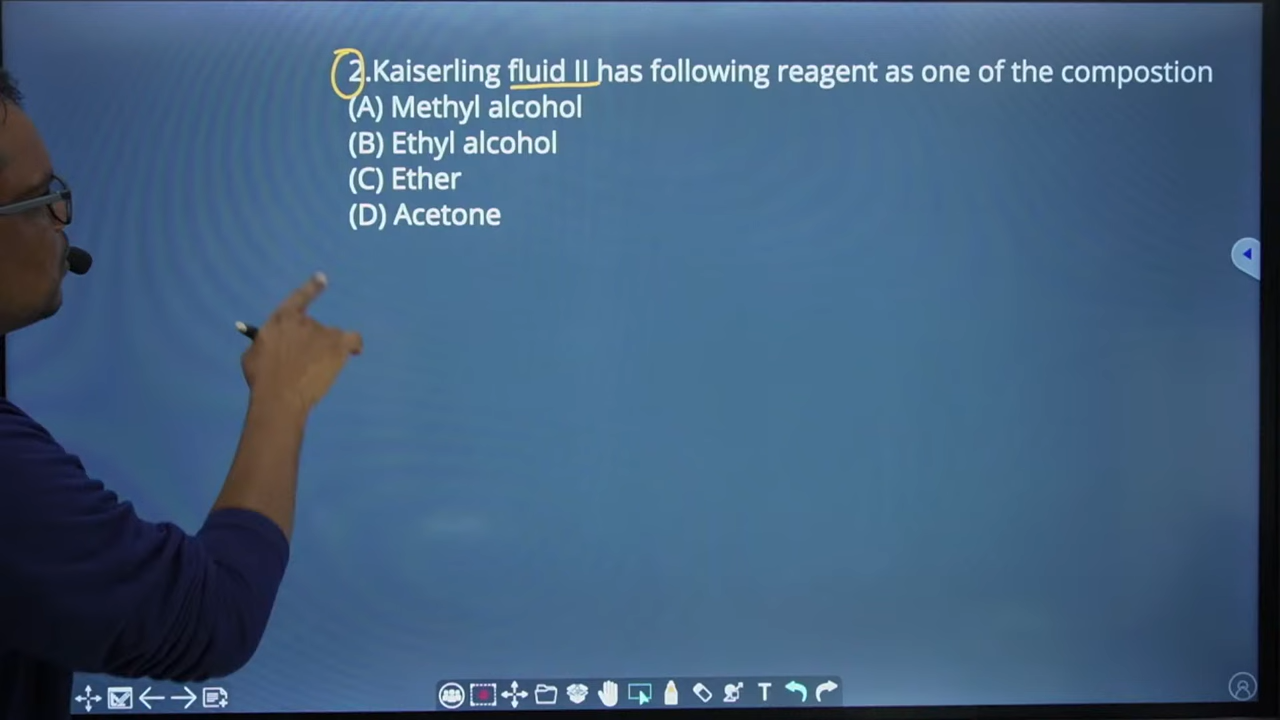 2.Kaiserling fluid II has following reagent as one of the compostion
(A) Methyl alcohol
(B) Ethyl alcohol
(C) Ether
(D) Acetone
T